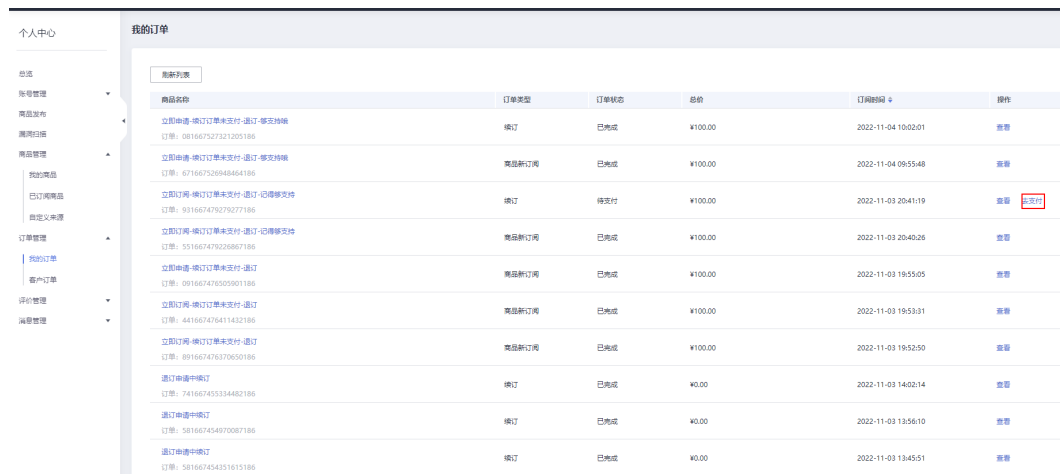 个人中心
我的订单
总览
账号管理
商品发布
漏洞扫描
商品管理
我的商品
已订阅商品
自定义来源
订单管理
我的订单
客户订单
评价管理
消息管理
刷新列表
商品名称 订单类型 订单状态 总价 订阅时间 操作
立即申请-续订订单未支付-退订-够支持哦
订单: 081667527321205186
续订 已完成 ¥100.00 2022-11-04 10:02:01 查看
立即申请-续订订单未支付-退订-够支持哦
订单: 671667526948464186
商品新订阅 已完成 ¥100.00 2022-11-04 09:55:48 查看
立即订阅-续订订单未支付-退订-记得够支持
订单: 931667479279277186
续订 待支付 ¥100.00 2022-11-03 20:41:19 查看 去支付
立即订阅-续订订单未支付-退订-记得够支持
订单: 551667479226867186
商品新订阅 已完成 ¥100.00 2022-11-03 20:40:26 查看
立即申请-续订订单未支付-退订
订单: 091667476505901186
商品新订阅 已完成 ¥100.00 2022-11-03 19:55:05 查看
立即订阅-续订订单未支付-退订
订单: 441667476411432186
商品新订阅 已完成 ¥100.00 2022-11-03 19:53:31 查看
立即订阅-续订订单未支付-退订
订单: 891667476370650186
商品新订阅 已完成 ¥100.00 2022-11-03 19:52:50 查看
退订申请中续订
订单: 741667455334482186
续订 已完成 ¥0.00 2022-11-03 14:02:14 查看
退订申请中续订
订单: 581667454970087186
续订 已完成 ¥0.00 2022-11-03 13:56:10 查看
退订申请中续订
订单: 581667454351615186
续订 已完成 ¥0.00 2022-11-03 13:45:51 查看